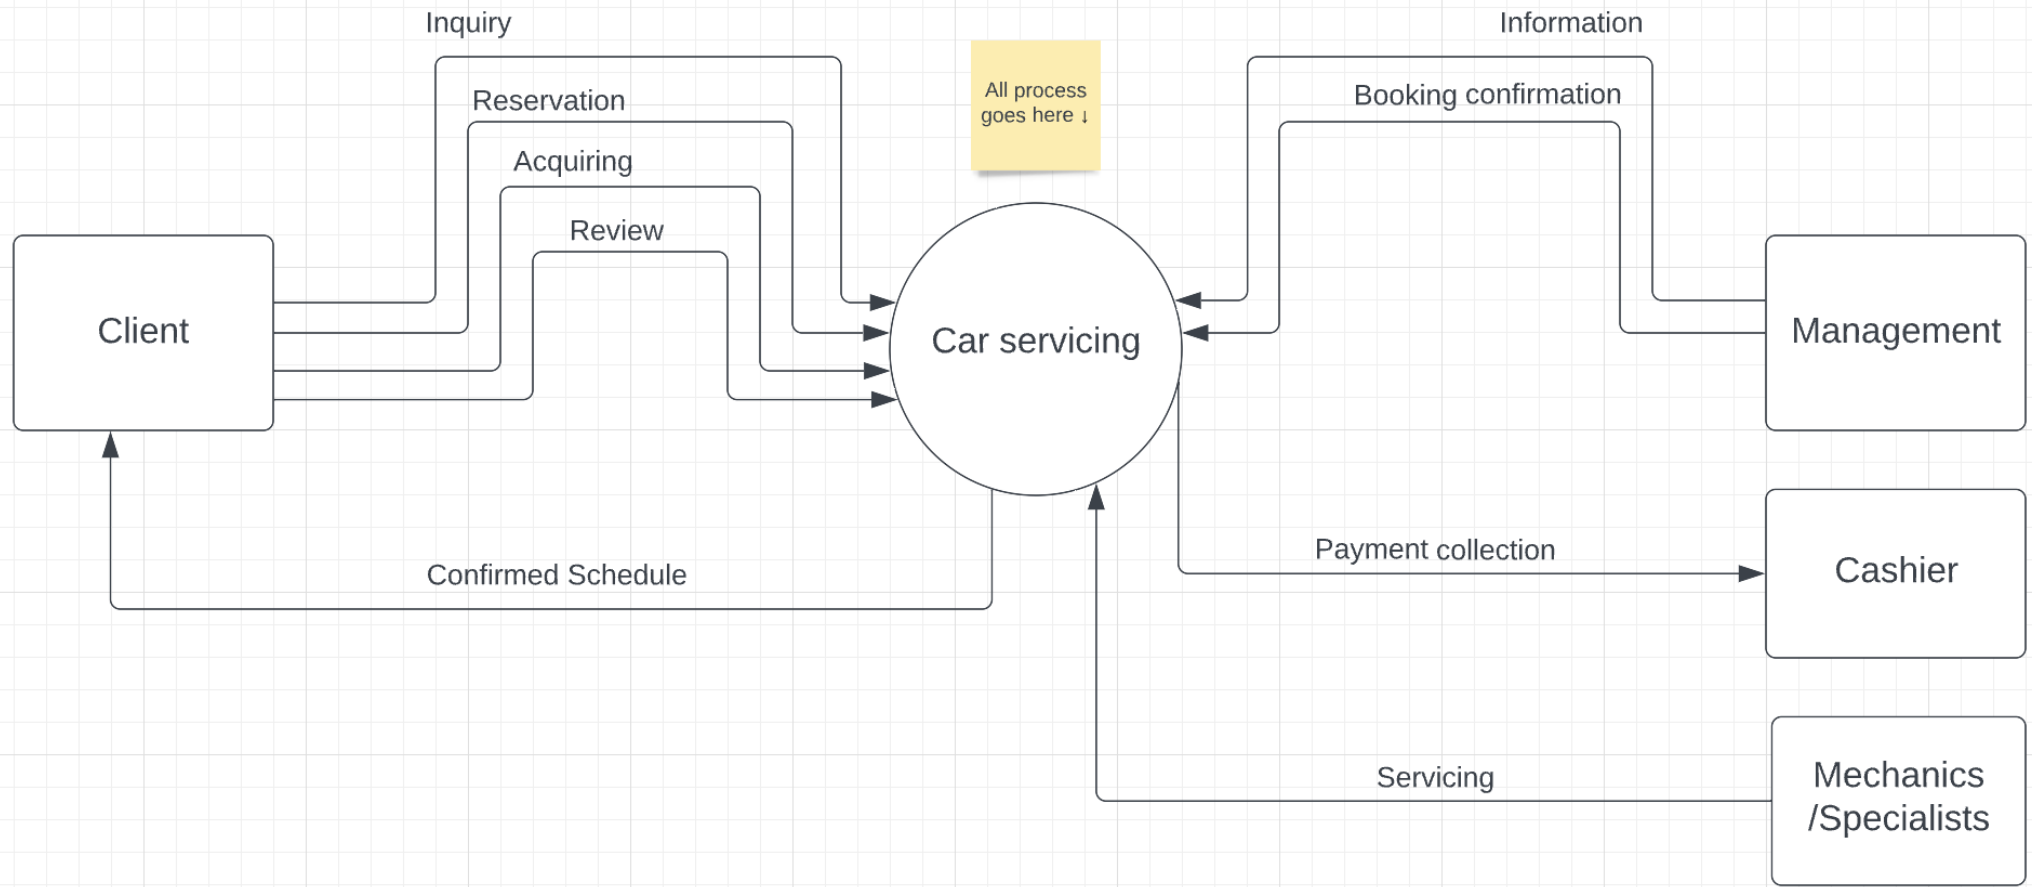 Inquiry
Information
All process
goes here ↓
Reservation
Booking confirmation
Acquiring
Review
Client
Car servicing
Management
Payment collection
Cashier
Confirmed Schedule
Servicing
Mechanics
/Specialists